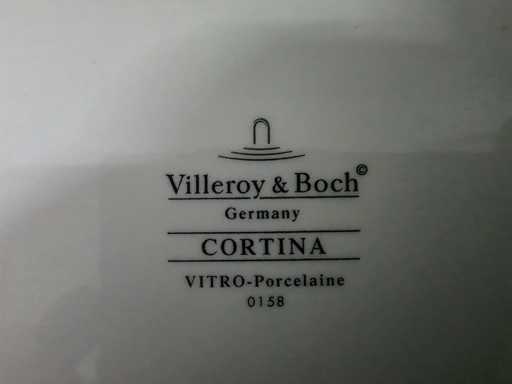 Villeroy & Boch©
Germany
CORTINA
VITRO-Porcelaine
0158